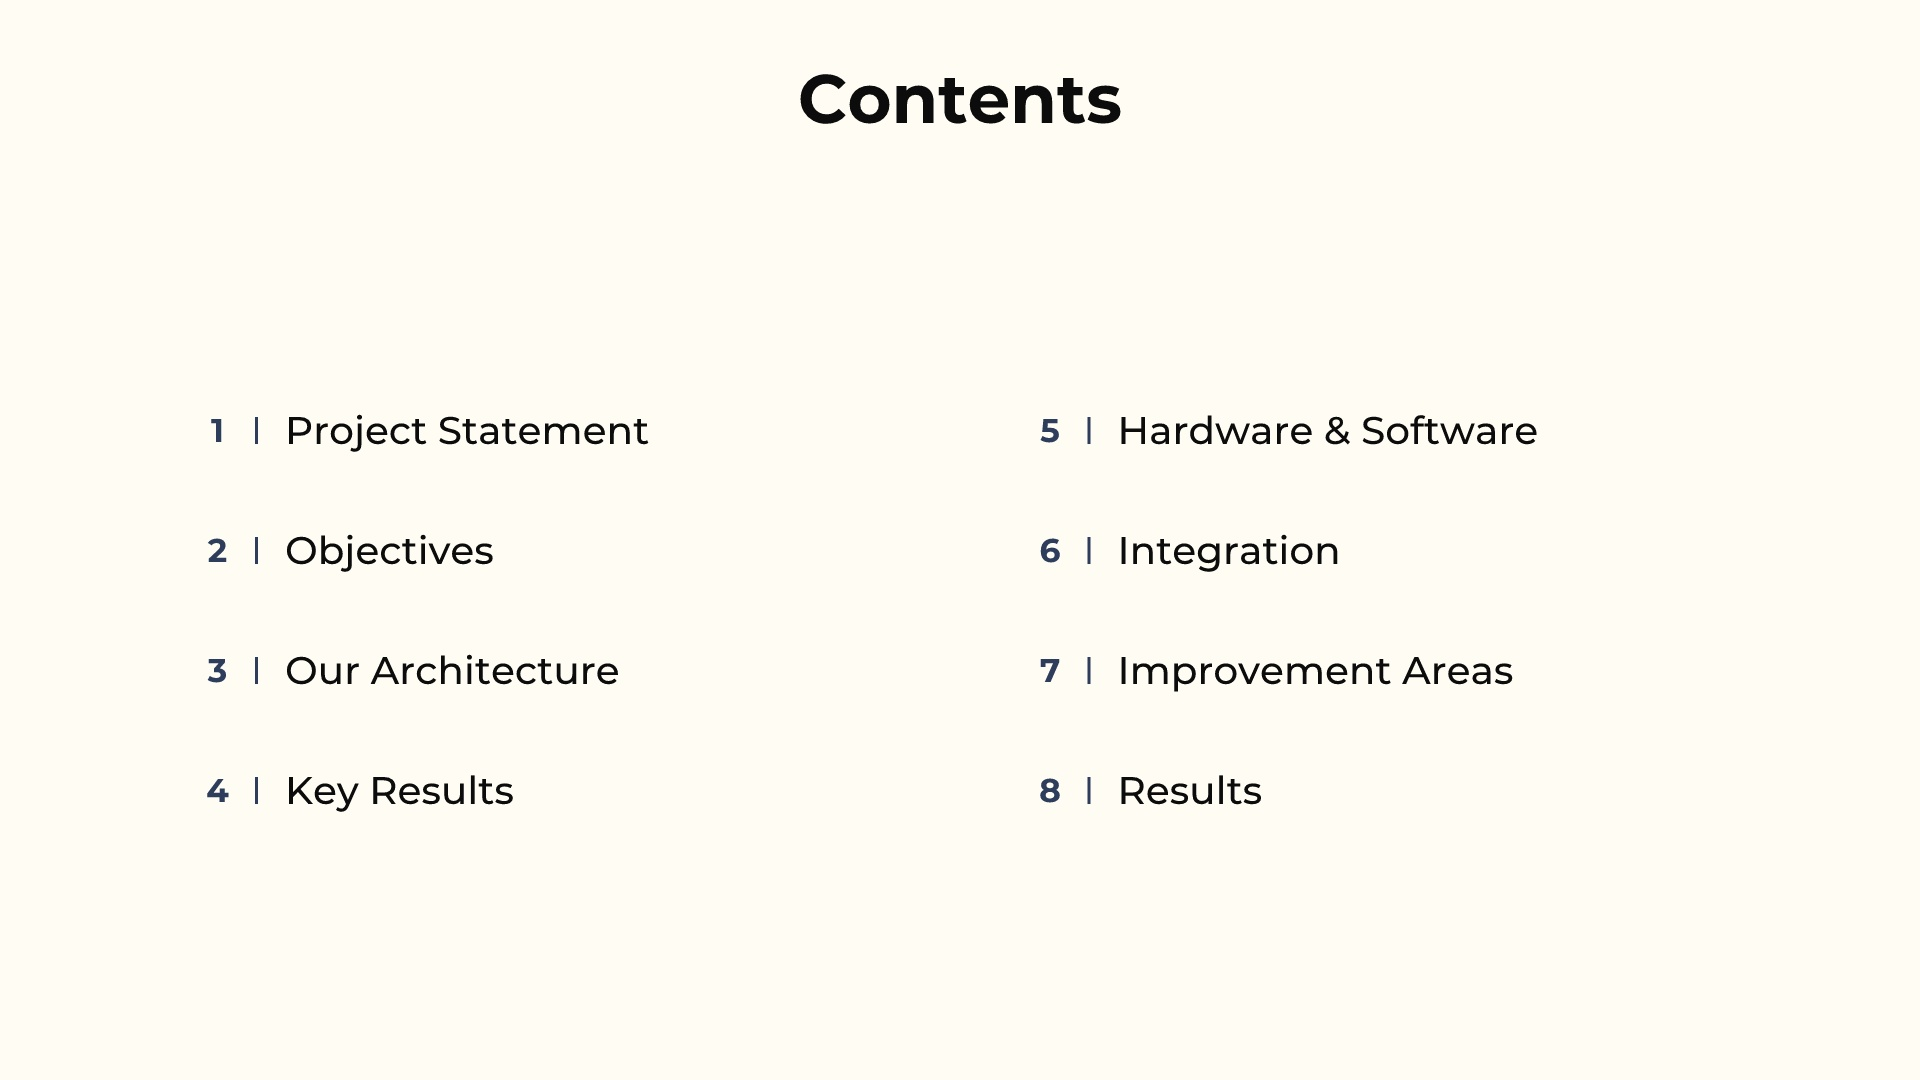 Contents
1 | Project Statement
2 | Objectives
3 | Our Architecture
4 | Key Results
5 | Hardware & Software
6 | Integration
7 | Improvement Areas
8 | Results